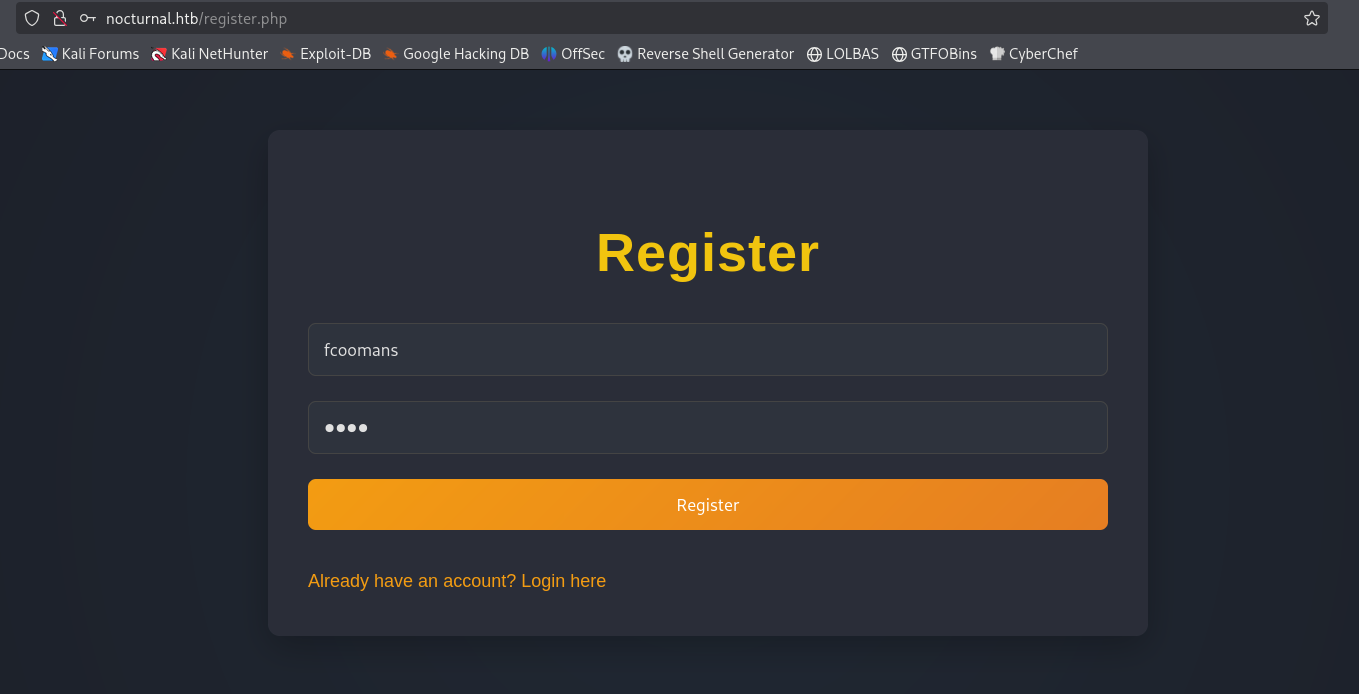 nocturnal.htb/register.php
Docs Kali Forums Kali NetHunter Exploit-DB Google Hacking DB OffSec Reverse Shell Generator LOLBAS GTFOBins CyberChef
Register
fcoomans
••••
Register
Already have an account? Login here